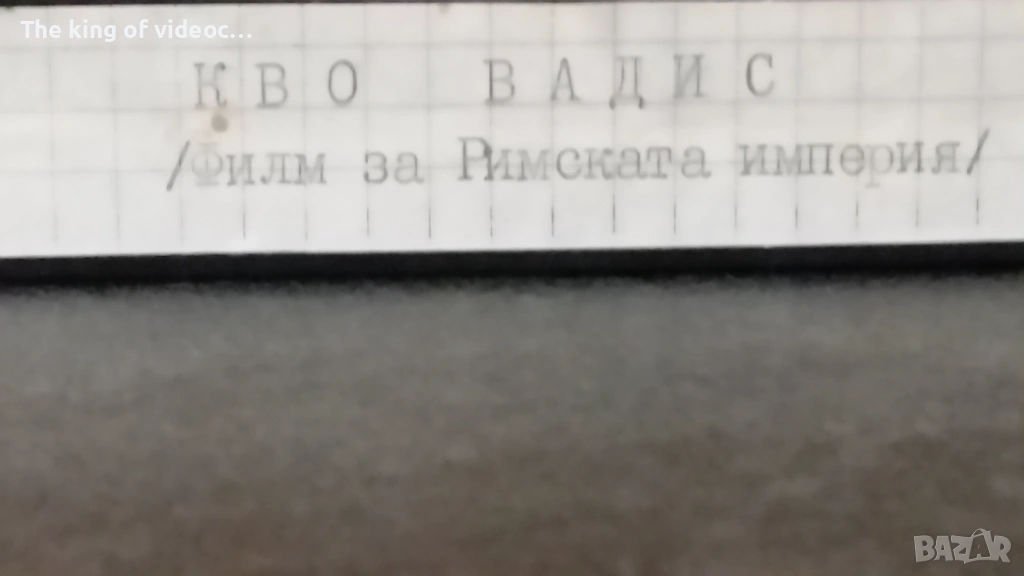 The king of videoc...
КВО ВАДИС
/Филм за Римската империя/
BAZAR